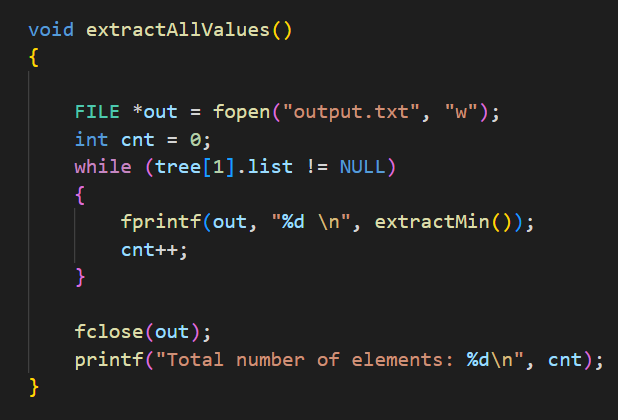 void extractAllValues()
{
FILE *out = fopen("output.txt", "w");
int cnt = 0;
while (tree[1].list != NULL)
{
fprintf(out, "%d \n", extractMin());
cnt++;
}
fclose(out);
printf("Total number of elements: %d\n", cnt);
}